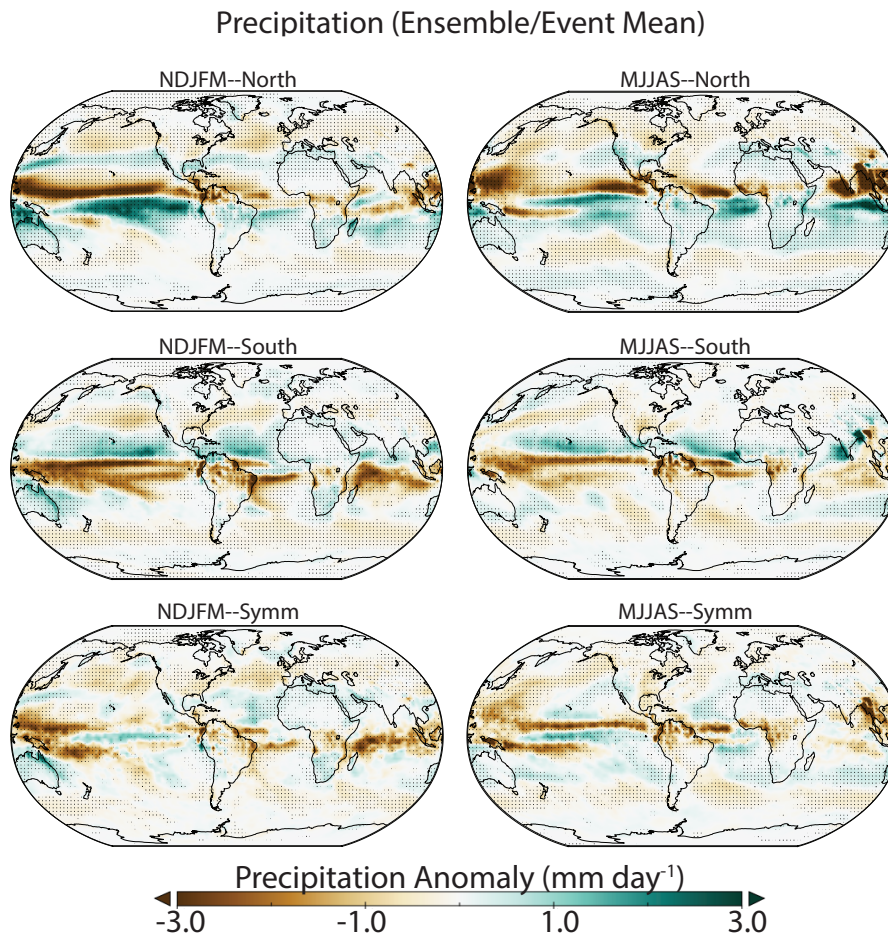 Precipitation (Ensemble/Event Mean)
NDJFM--North
MJJAS--North
NDJFM--South
MJJAS--South
NDJFM--Symm
MJJAS--Symm
Precipitation Anomaly (mm day⁻¹)
-3.0 -1.0 1.0 3.0